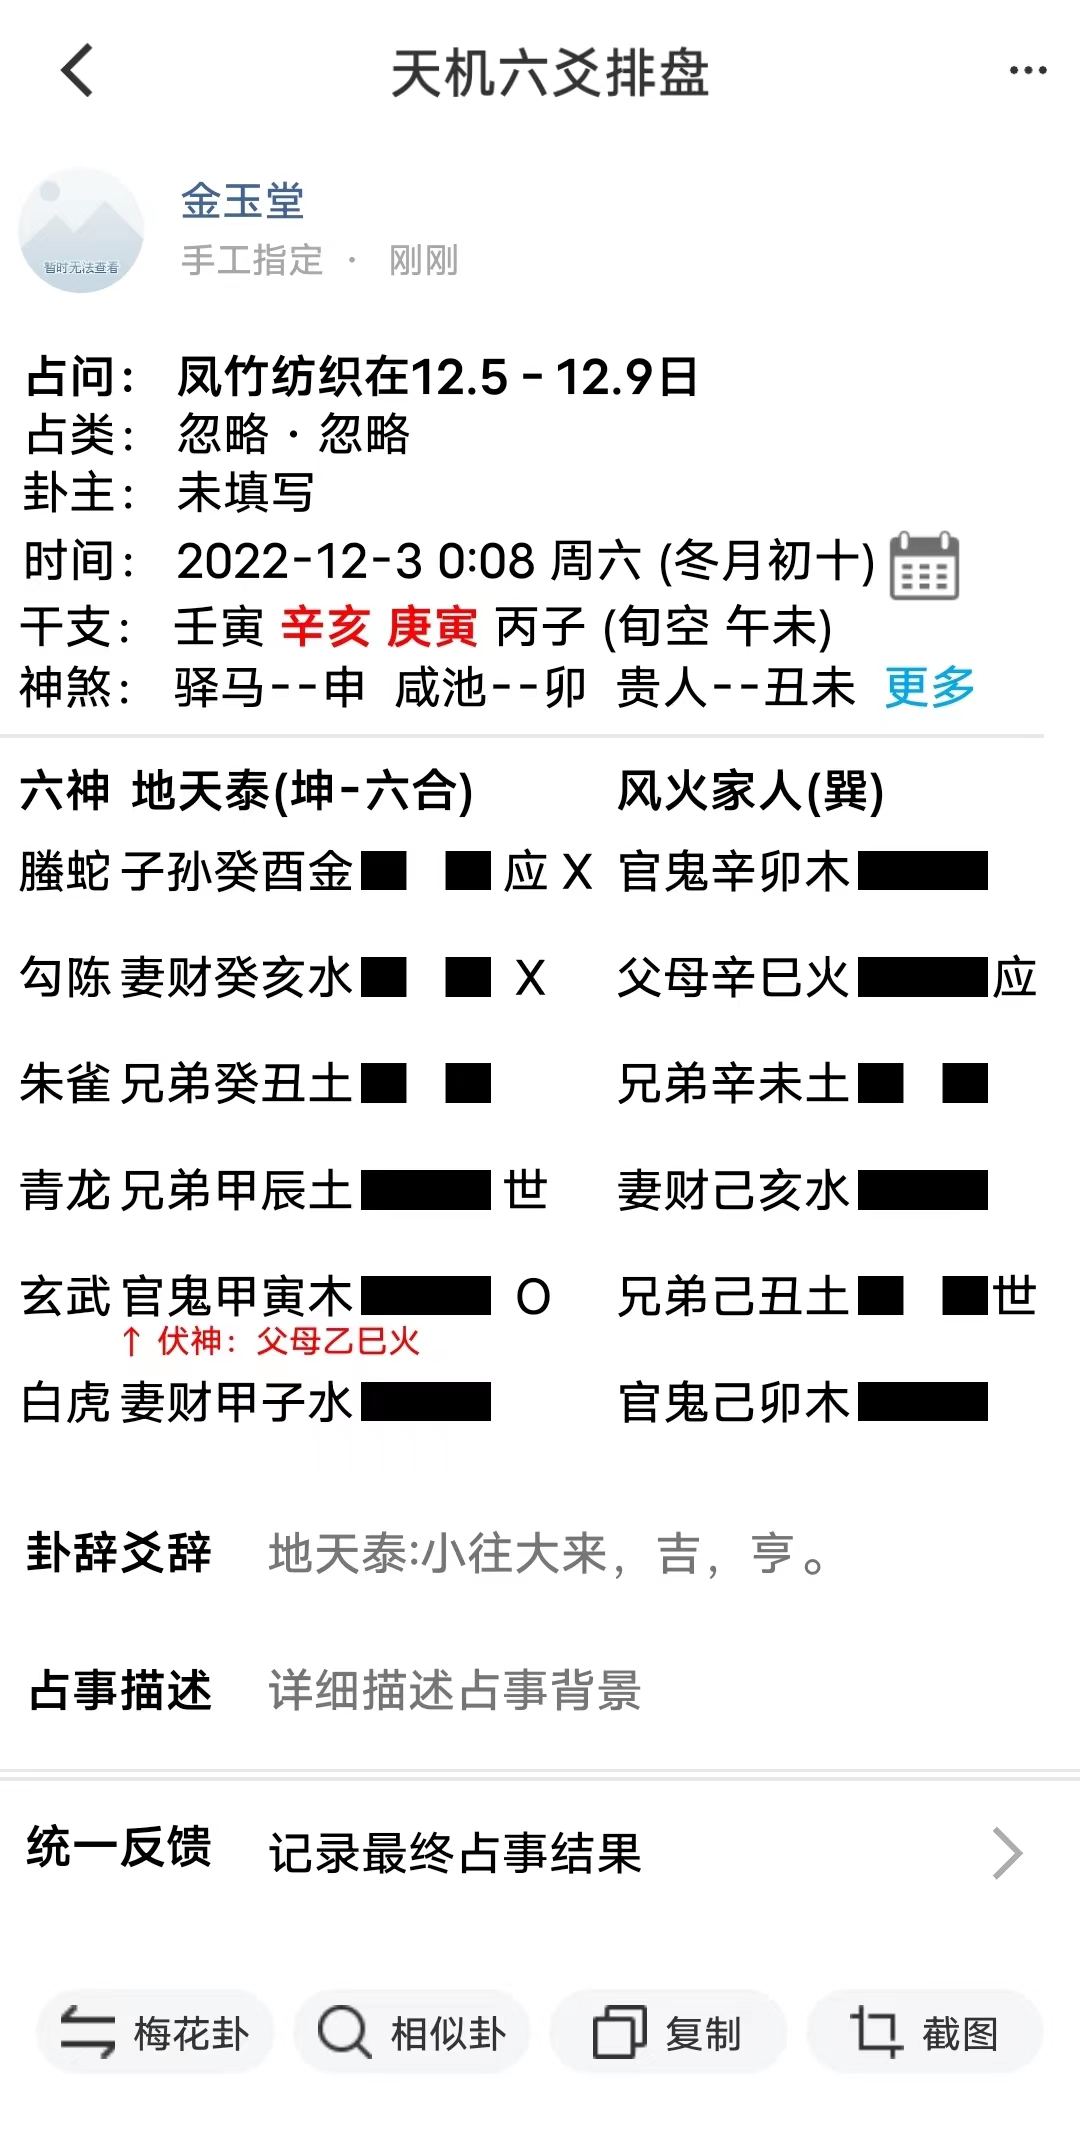 天机六爻排盘
金玉堂
暂时无法查看
手工指定 · 刚刚
占问： 凤竹纺织在12.5-12.9日
占类： 忽略 · 忽略
卦主： 未填写
时间： 2022-12-3 0:08 周六 (冬月初十)
干支： 壬寅 辛亥 庚寅 丙子 (旬空 午未)
神煞： 驿马--申 咸池--卯 贵人--丑未 更多
六神 地天泰(坤-六合) 风火家人(巽)
螣蛇 子孙癸酉金 应 X 官鬼辛卯木
勾陈 妻财癸亥水 X 父母辛巳火 应
朱雀 兄弟癸丑土 兄弟辛未土
青龙 兄弟甲辰土 世 妻财己亥水
玄武 官鬼甲寅木 O 兄弟己丑土 世
↑ 伏神：父母乙巳火
白虎 妻财甲子水 官鬼己卯木
卦辞爻辞 地天泰:小往大来，吉，亨。
占事描述 详细描述占事背景
统一反馈 记录最终占事结果
梅花卦 相似卦 复制 截图